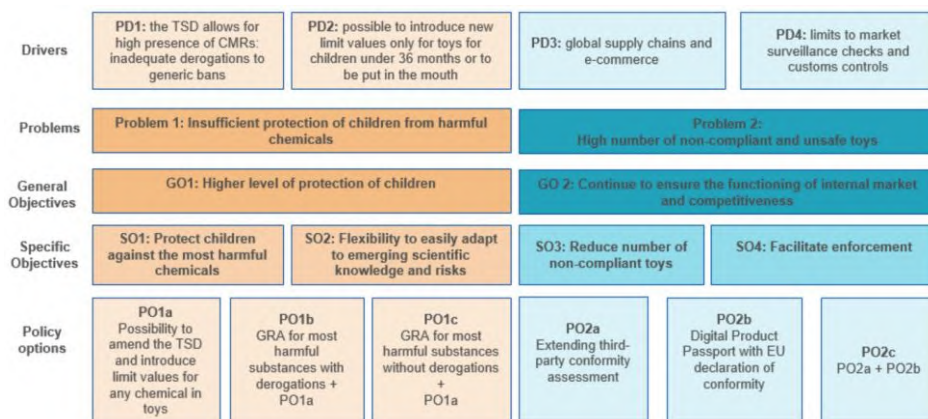 Drivers
PD1: the TSD allows for
high presence of CMRs:
inadequate derogations to
generic bans
PD2: possible to introduce new
limit values only for toys for
children under 36 months or to
be put in the mouth
PD3: global supply chains and
e-commerce
PD4: limits to market
surveillance checks and
customs controls
Problems
Problem 1: Insufficient protection of children from harmful
chemicals
Problem 2:
High number of non-compliant and unsafe toys
General
Objectives
GO1: Higher level of protection of children
GO 2: Continue to ensure the functioning of internal market
and competitiveness
Specific
Objectives
SO1: Protect children
against the most harmful
chemicals
SO2: Flexibility to easily adapt
to emerging scientific
knowledge and risks
SO3: Reduce number of
non-compliant toys
SO4: Facilitate enforcement
Policy
options
PO1a
Possibility to
amend the TSD
and introduce
limit values for
any chemical in
toys
PO1b
GRA for most
harmful
substances with
derogations +
PO1a
PO1c
GRA for most
harmful substances
without derogations
+
PO1a
PO2a
Extending third-
party conformity
assessment
PO2b
Digital Product
Passport with EU
declaration of
conformity
PO2c
PO2a + PO2b